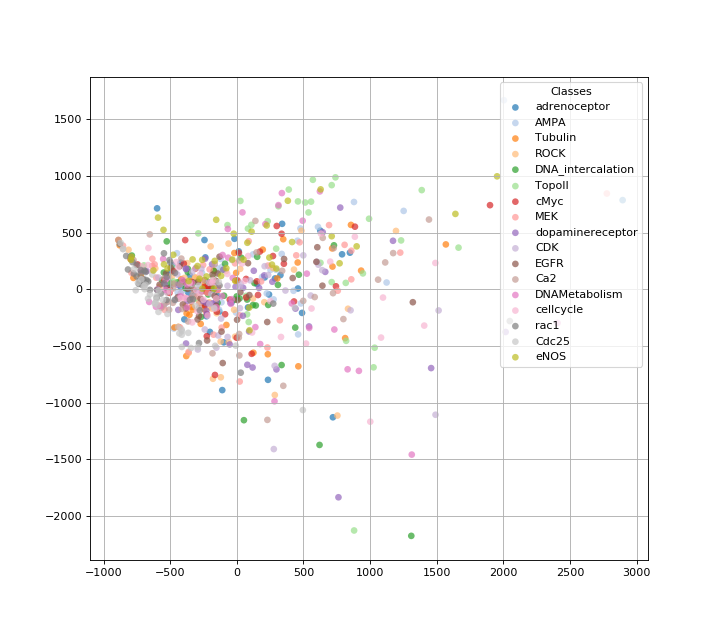 1500
1000
500
0
−500
−1000
−1500
−2000
−1000
−500
0
500
1000
1500
2000
2500
3000
Classes
adrenoceptor
AMPA
Tubulin
ROCK
DNA_intercalation
TopoII
cMyc
MEK
dopaminereceptor
CDK
EGFR
Ca2
DNAMetabolism
cellcycle
rac1
Cdc25
eNOS